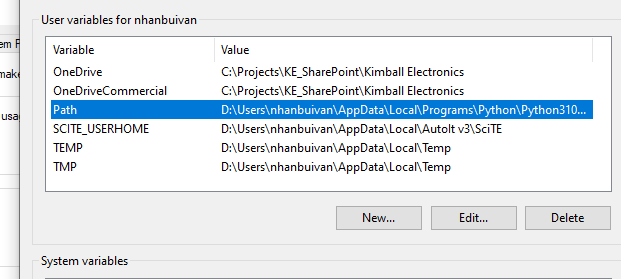 User variables for nhanbuivan
Variable Value
OneDrive C:\Projects\KE_SharePoint\Kimball Electronics
OneDriveCommercial C:\Projects\KE_SharePoint\Kimball Electronics
Path D:\Users\nhanbuivan\AppData\Local\Programs\Python\Python310...
SCITE_USERHOME D:\Users\nhanbuivan\AppData\Local\AutoIt v3\SciTE
TEMP D:\Users\nhanbuivan\AppData\Local\Temp
TMP D:\Users\nhanbuivan\AppData\Local\Temp
New... Edit... Delete
System variables